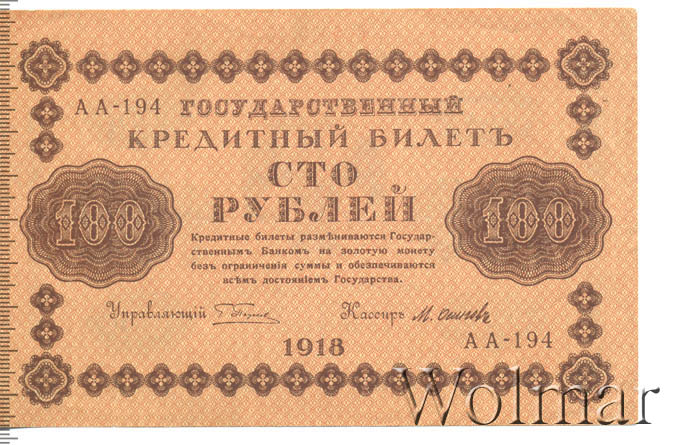 АА-194 ГОСУДАРСТВЕННЫЙ
КРЕДИТНЫЙ БИЛЕТЪ
СТО
РУБЛЕЙ
100
100
Кредитные билеты размѣниваются Государ-
ственнымъ Банкомъ на золотую монету
безъ ограниченія суммы и обезпечиваются
всѣмъ достояніемъ Государства.
Управляющій
Кассиръ
1918
АА-194
Wolmar